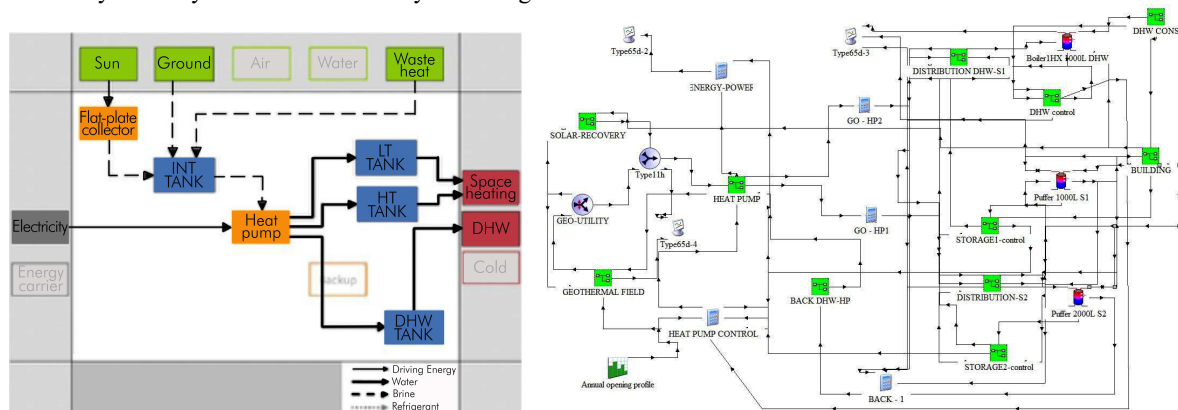 Sun
Ground
Air
Water
Waste
heat
Flat-plate
collector
INT
TANK
LT
TANK
HT
TANK
Space
heating
Electricity
Heat
pump
DHW
Energy
carrier
Backup
Cold
DHW
TANK
Driving Energy
Water
Brine
Refrigerant
Type65d-2
ENERGY-POWER
SOLAR-RECOVERY
Type11h
GEO-UTILITY
Type65d-4
GEOTHERMAL FIELD
HEAT PUMP
HEAT PUMP CONTROL
Annual opening profile
Type65d-3
DISTRIBUTION DHW-S1
Boiler1HX 1000L DHW
DHW CONS
DHW control
GO - HP2
BUILDING
Puffer 1000L S1
GO - HP1
STORAGE1-control
BACK DHW-HP
DISTRIBUTION-S2
Puffer 2000L S2
STORAGE2-control
BACK - 1